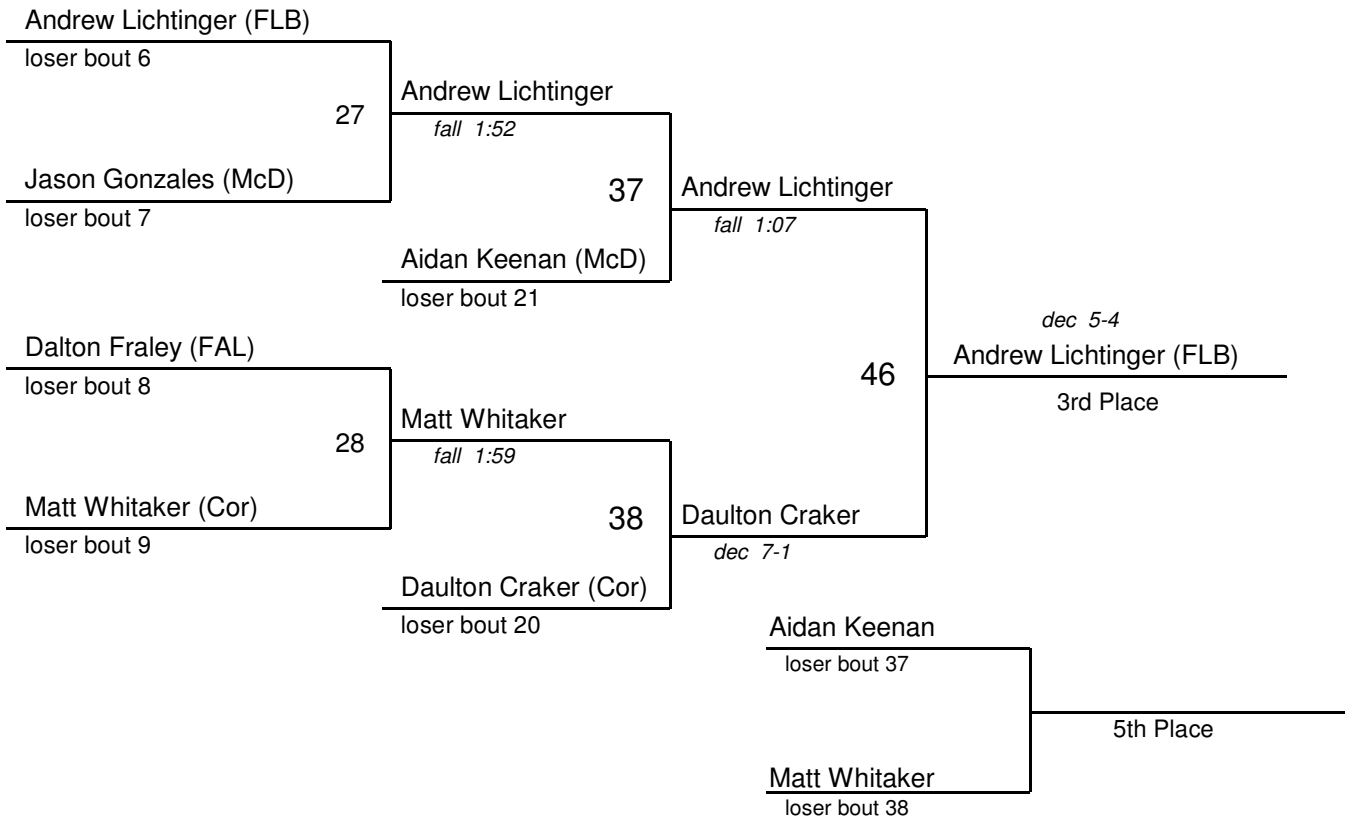 Andrew Lichtinger (FLB)
loser bout 6
27
Jason Gonzales (McD)
loser bout 7
Andrew Lichtinger
fall 1:52
37
Aidan Keenan (McD)
loser bout 21
Andrew Lichtinger
fall 1:07
Dalton Fraley (FAL)
loser bout 8
28
Matt Whitaker (Cor)
loser bout 9
Matt Whitaker
fall 1:59
38
Daulton Craker (Cor)
loser bout 20
Daulton Craker
dec 7-1
46
dec 5-4
Andrew Lichtinger (FLB)
3rd Place
Aidan Keenan
loser bout 37
Matt Whitaker
loser bout 38
5th Place